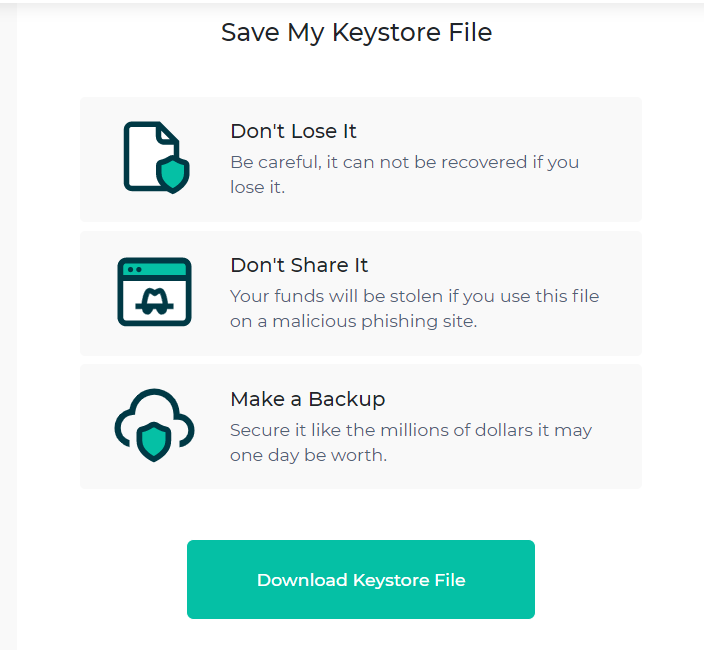 Save My Keystore File
Don't Lose It
Be careful, it can not be recovered if you
lose it.
Don't Share It
Your funds will be stolen if you use this file
on a malicious phishing site.
Make a Backup
Secure it like the millions of dollars it may
one day be worth.
Download Keystore File